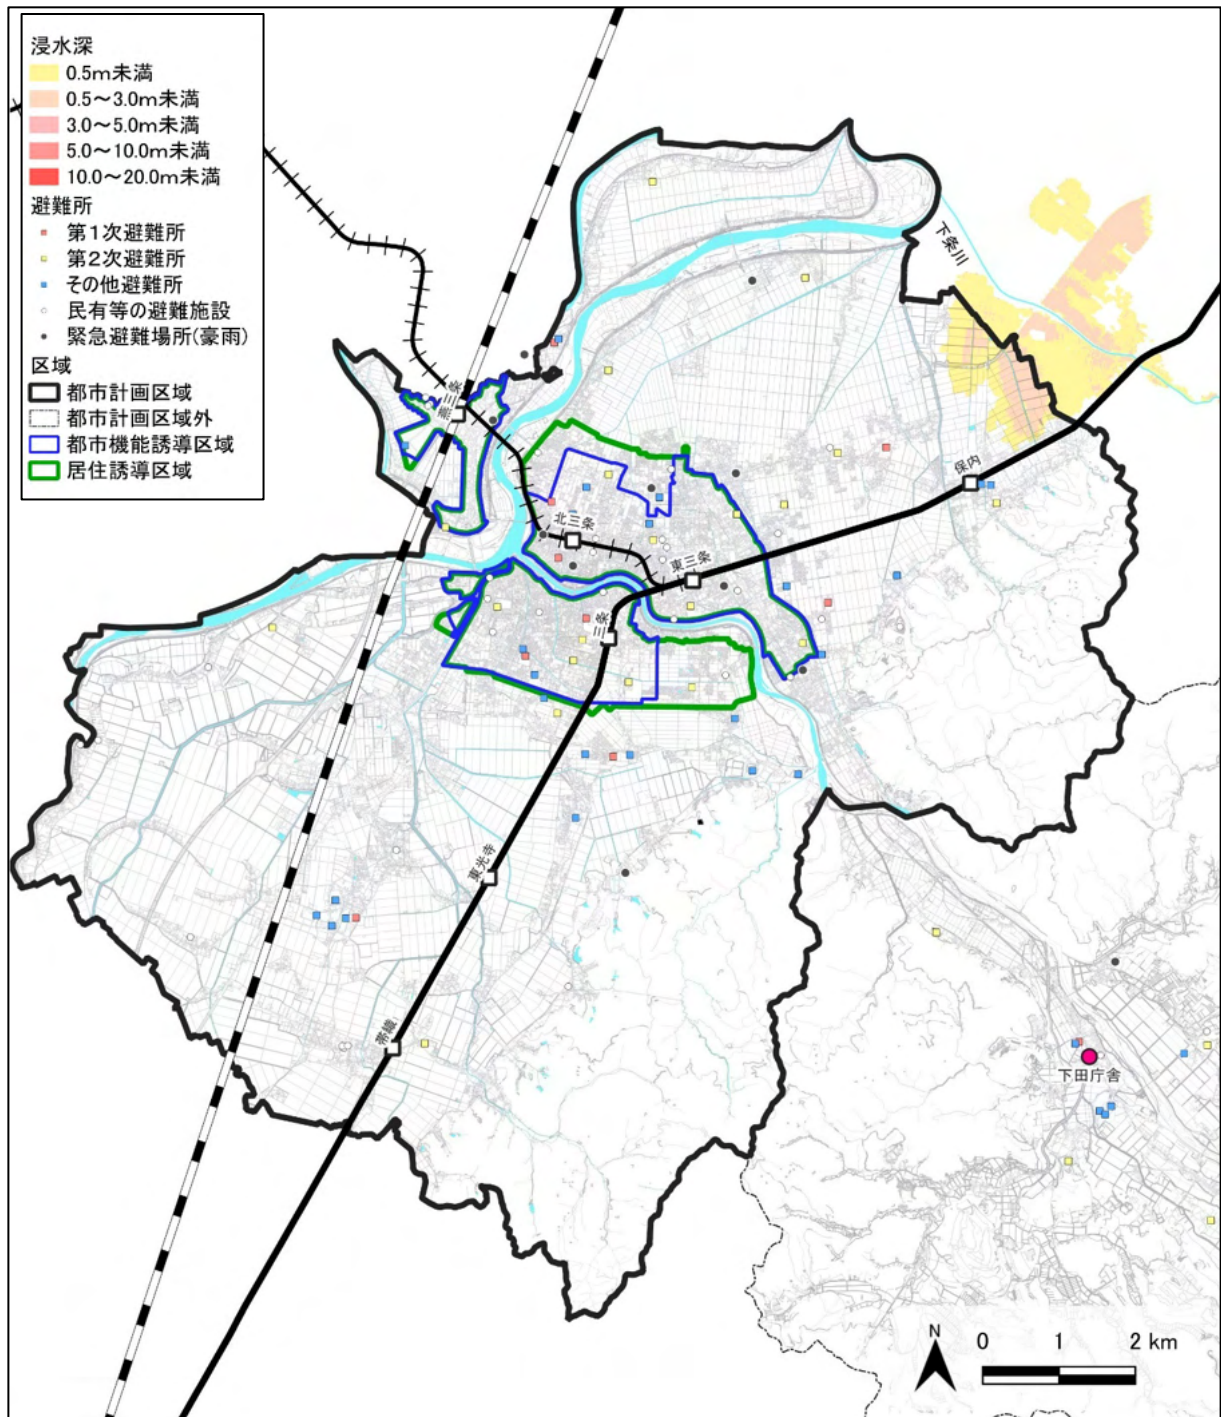 浸水深
0.5m未満
0.5～3.0m未満
3.0～5.0m未満
5.0～10.0m未満
10.0～20.0m未満
避難所
第1次避難所
第2次避難所
その他避難所
民有等の避難施設
緊急避難場所(豪雨)
区域
都市計画区域
都市計画区域外
都市機能誘導区域
居住誘導区域
下条川
燕三条
保内
北三条
東三条
三条
東光寺
帯織
下田庁舎
N
0 1 2 km